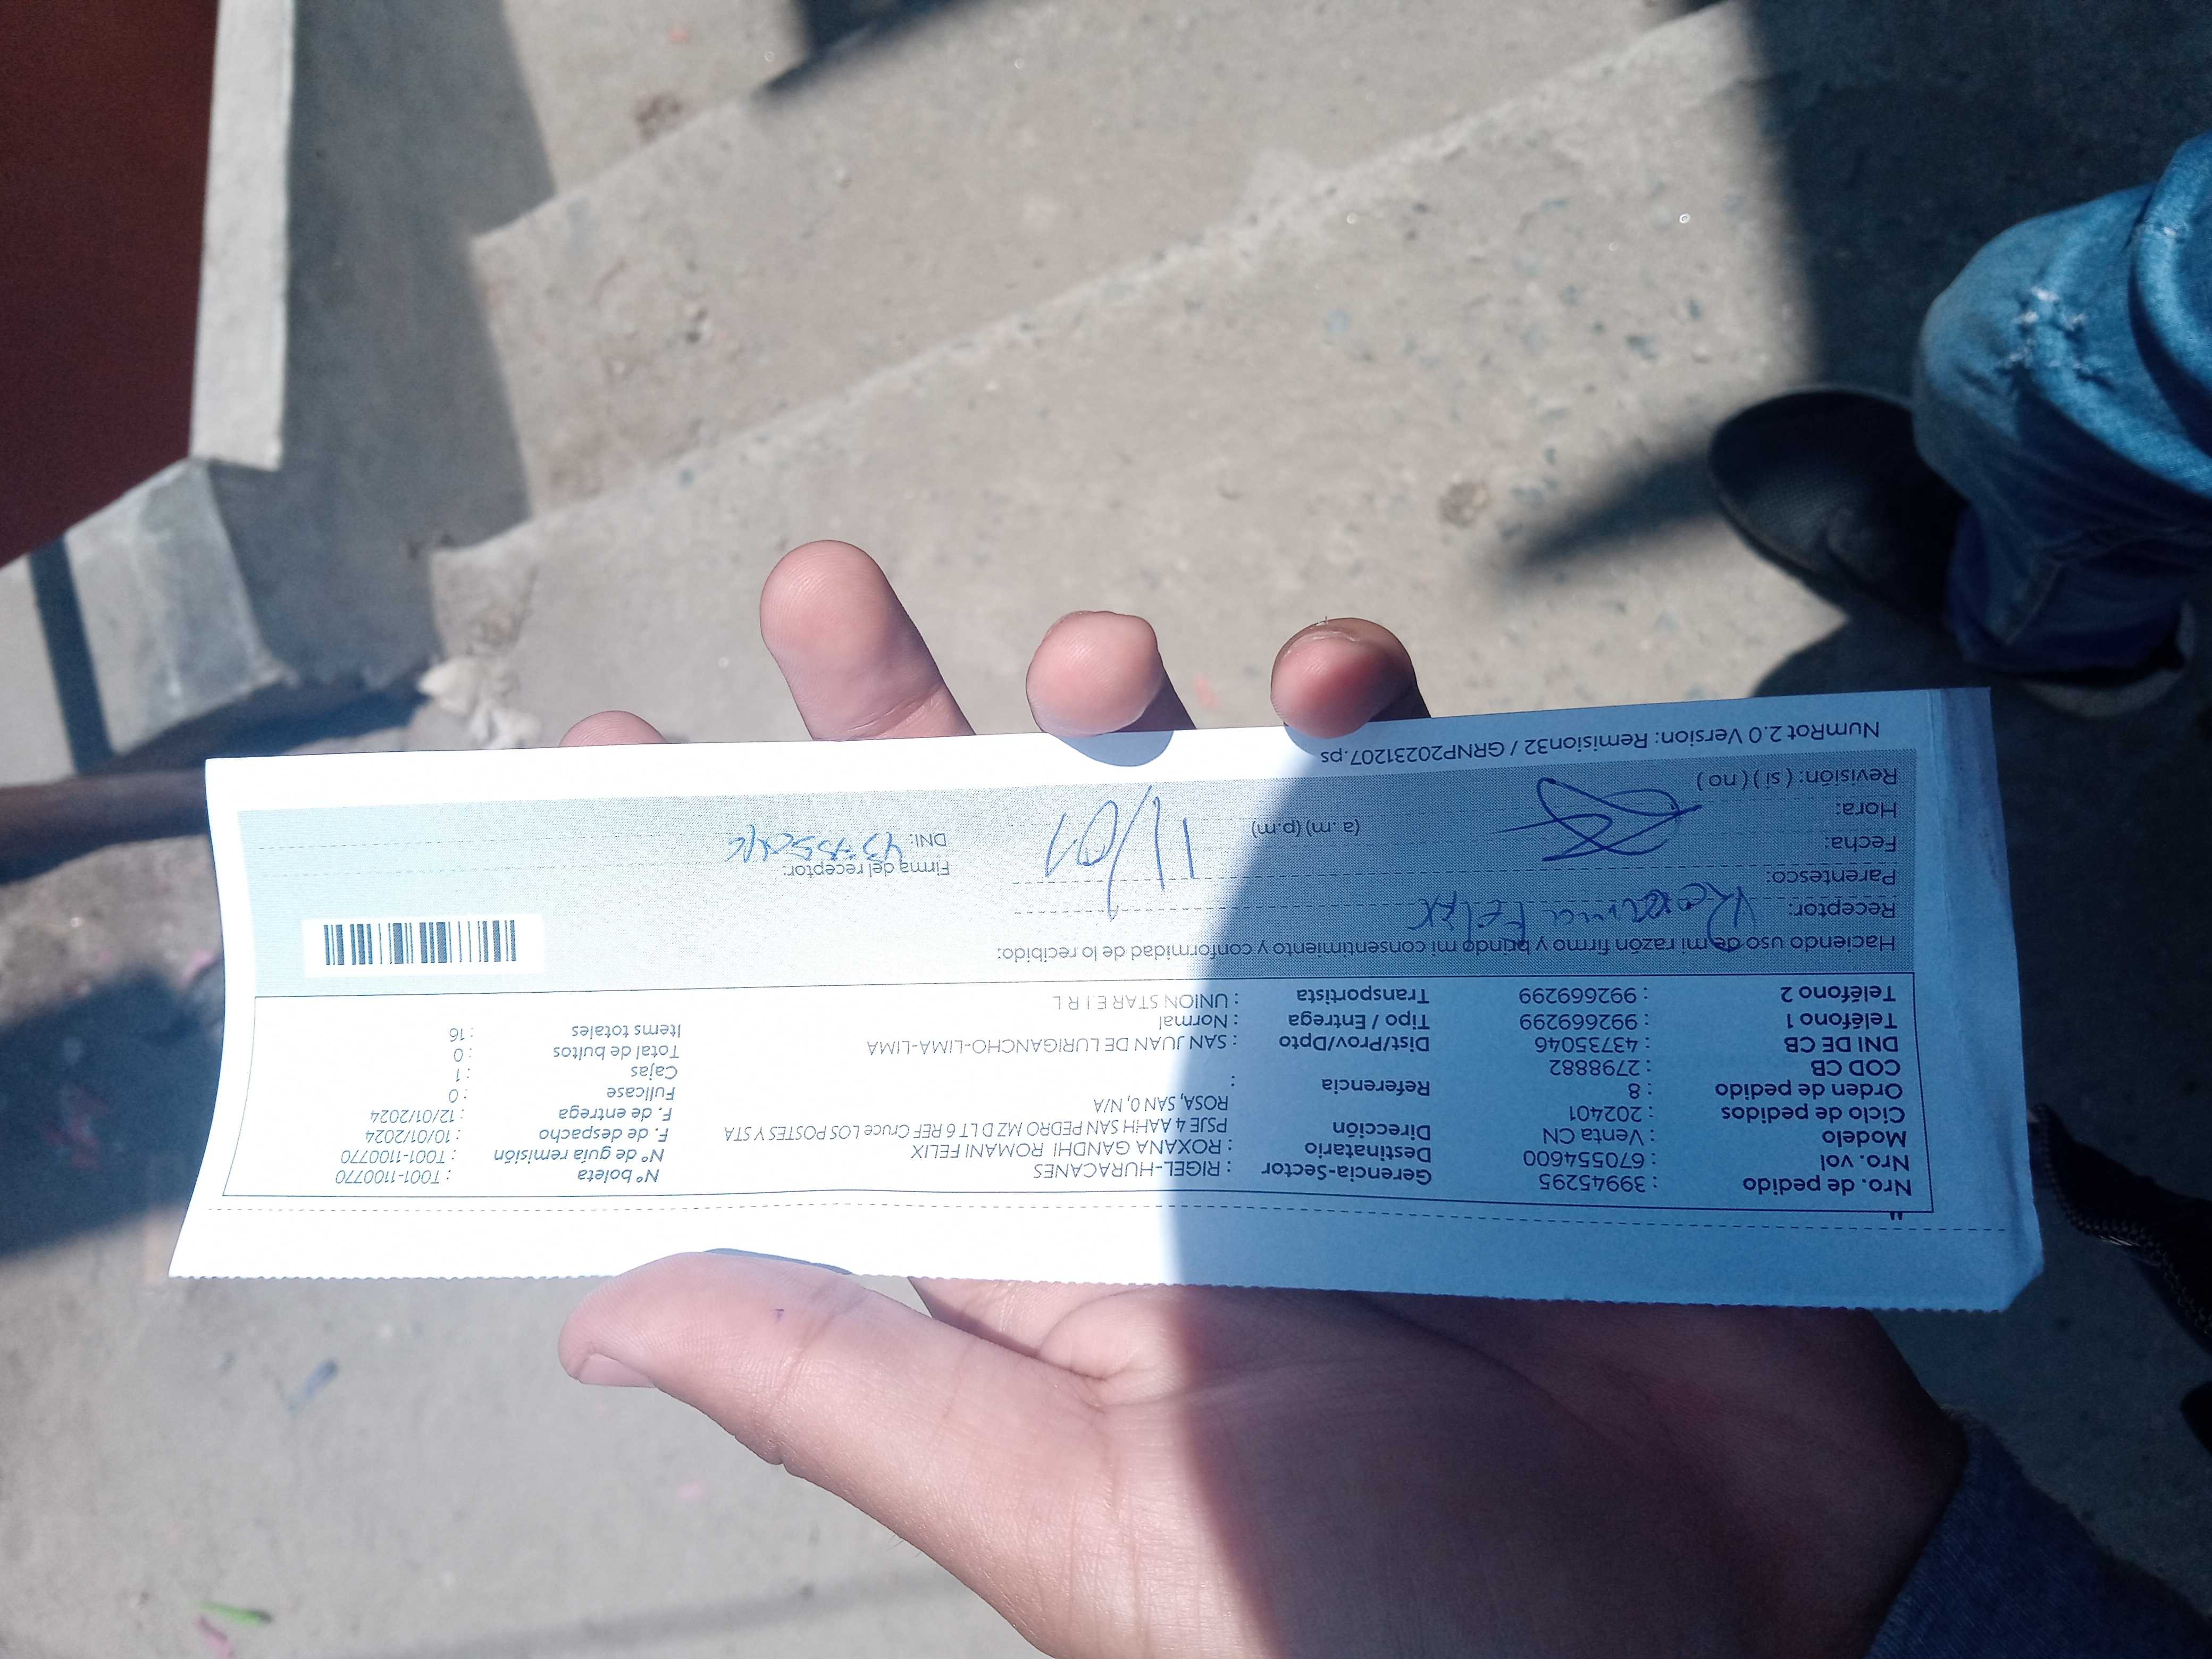 Nro. de pedido : 39945295 Gerencia-Sector : RIGEL-HURACANES N° boleta : T001-1100770
Nro. vol : 670554600 Destinatario : ROXANA GANDHI ROMANI FELIX N° de guía remisión : T001-1100770
Modelo : Venta CN Dirección PSJE 4 AAHH SAN PEDRO MZ D LT 6 REF Cruce LOS POSTES Y STA F. de despacho : 10/01/2024
Ciclo de pedidos : 202401 ROSA, SAN 0, N/A F. de entrega : 12/01/2024
Orden de pedido : 8 Referencia : Fullcase : 0
COD CB : 2798882 Cajas : 1
DNI DE CB : 43735046 Dist/Prov/Dpto : SAN JUAN DE LURIGANCHO-LIMA-LIMA Total de bultos : 0
Teléfono 1 : 992669299 Tipo / Entrega : Normal Items totales : 16
Teléfono 2 : 992669299 Transportista : UNION STAR E I R L
Haciendo uso de mi razón firmo y brindo mi consentimiento y conformidad de lo recibido:
Receptor: Roxana Felix
Parentesco:
Firma del receptor:
Fecha: 11/01
DNI:
Hora: (a.m) (p.m)
Revisión: ( si ) ( no )
NumRot 2.0 Version: Remision32 / GRNP20231207.ps